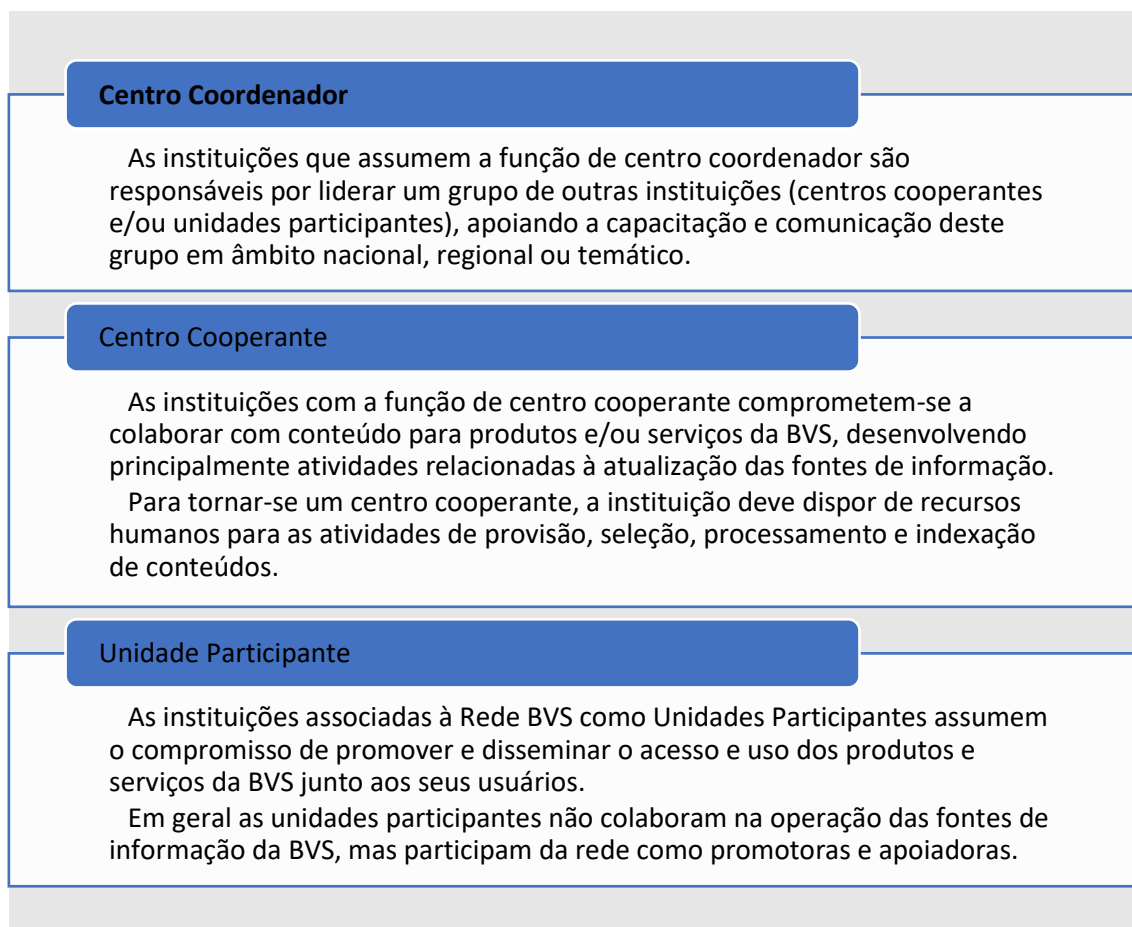 Centro Coordenador
As instituições que assumem a função de centro coordenador são
responsáveis por liderar um grupo de outras instituições (centros cooperantes
e/ou unidades participantes), apoiando a capacitação e comunicação deste
grupo em âmbito nacional, regional ou temático.
Centro Cooperante
As instituições com a função de centro cooperante comprometem-se a
colaborar com conteúdo para produtos e/ou serviços da BVS, desenvolvendo
principalmente atividades relacionadas à atualização das fontes de informação.
Para tornar-se um centro cooperante, a instituição deve dispor de recursos
humanos para as atividades de provisão, seleção, processamento e indexação
de conteúdos.
Unidade Participante
As instituições associadas à Rede BVS como Unidades Participantes assumem
o compromisso de promover e disseminar o acesso e uso dos produtos e
serviços da BVS junto aos seus usuários.
Em geral as unidades participantes não colaboram na operação das fontes de
informação da BVS, mas participam da rede como promotoras e apoiadoras.